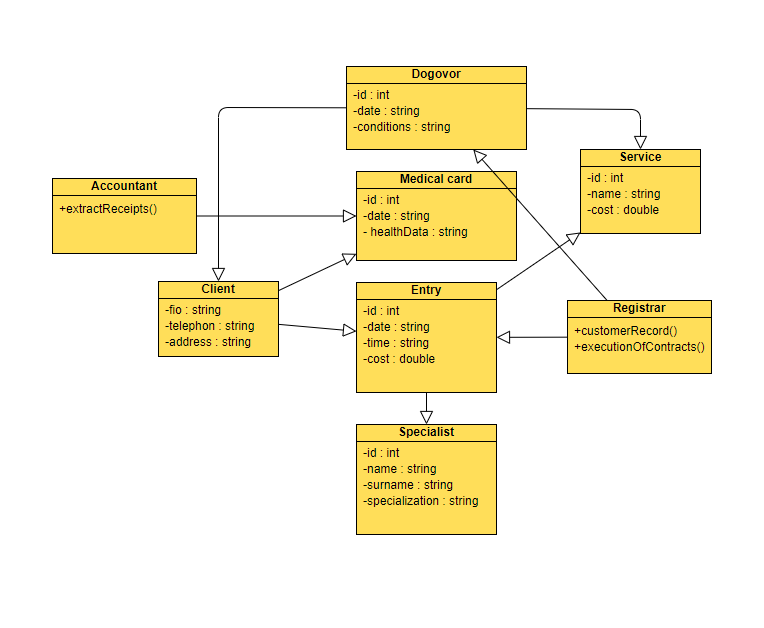 Dogovor
-id : int
-date : string
-conditions : string
Service
-id : int
-name : string
-cost : double
Medical card
-id : int
-date : string
- healthData : string
Accountant
+extractReceipts()
Client
-fio : string
-telephon : string
-address : string
Entry
-id : int
-date : string
-time : string
-cost : double
Registrar
+customerRecord()
+executionOfContracts()
Specialist
-id : int
-name : string
-surname : string
-specialization : string